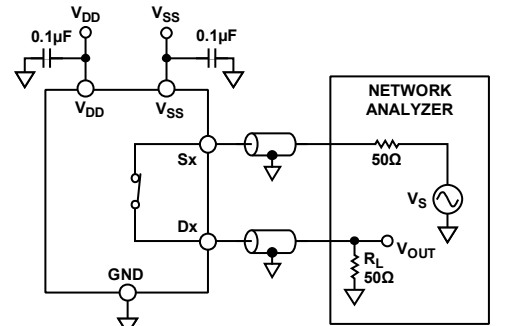 VDD
VSS
0.1µF
0.1µF
VDD
VSS
NETWORK
ANALYZER
Sx
50Ω
VS
Dx
VOUT
RL
50Ω
GND